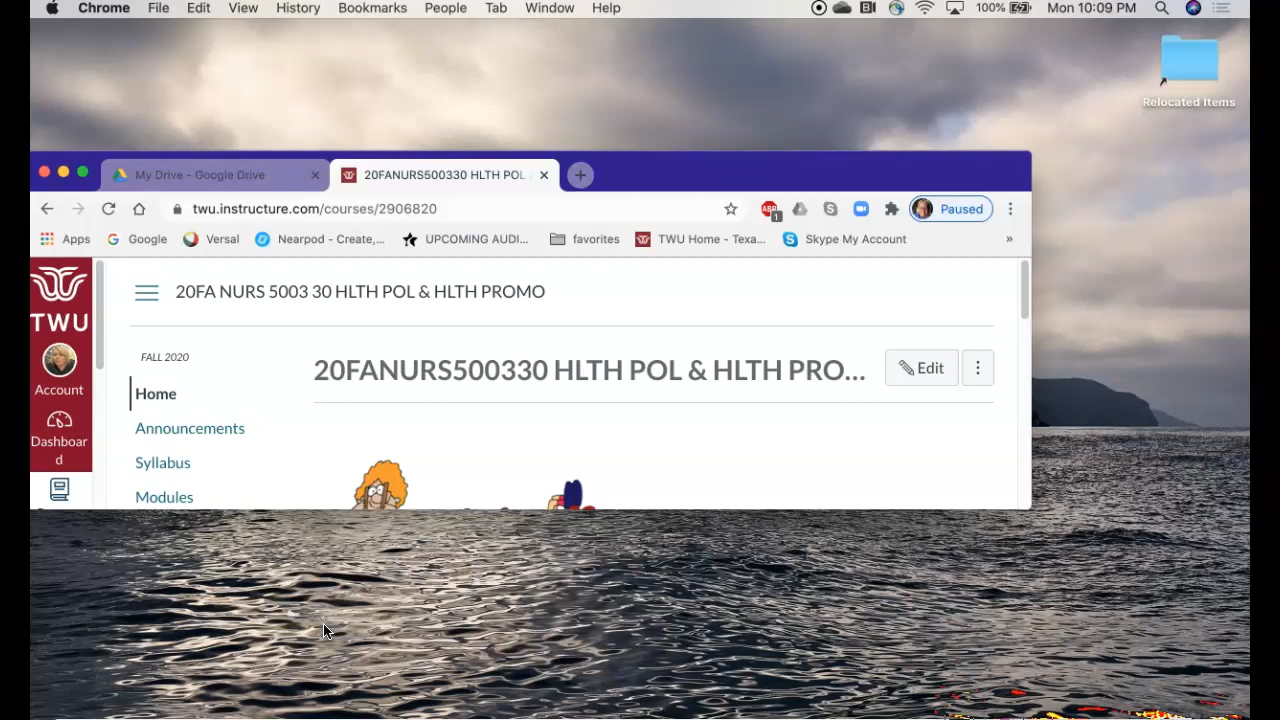 Chrome File Edit View History Bookmarks People Tab Window Help 100% Mon 10:09 PM
Relocated Items
My Drive - Google Drive 20FANURS500330 HLTH POL
twu.instructure.com/courses/2906820 ABP 1 Paused
Apps Google Versal Nearpod - Create,... UPCOMING AUDI... favorites TWU Home - Texa... Skype My Account »
TWU
Account
Dashboar
d
20FA NURS 5003 30 HLTH POL & HLTH PROMO
FALL 2020
20FANURS500330 HLTH POL & HLTH PRO... Edit
Home
Announcements
Syllabus
Modules